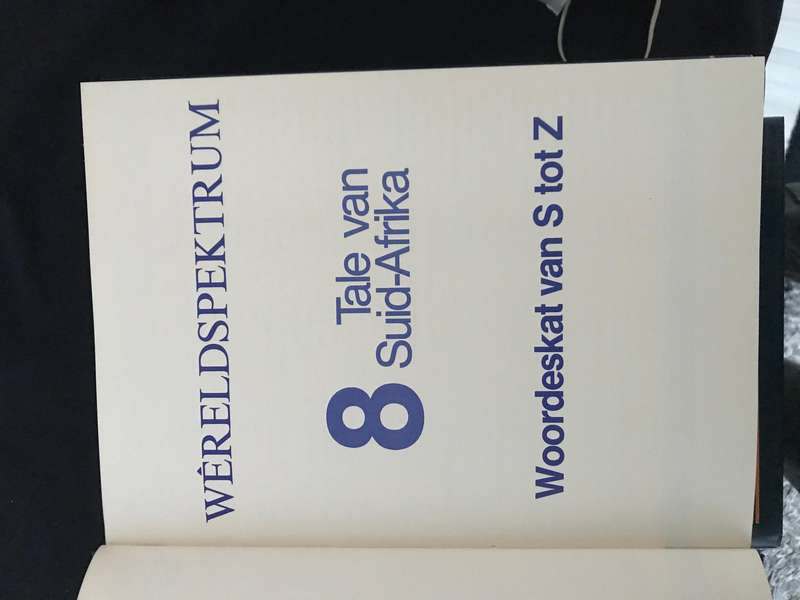 WÊRELDSPEKTRUM
8 Tale van
Suid-Afrika
Woordeskat van S tot Z